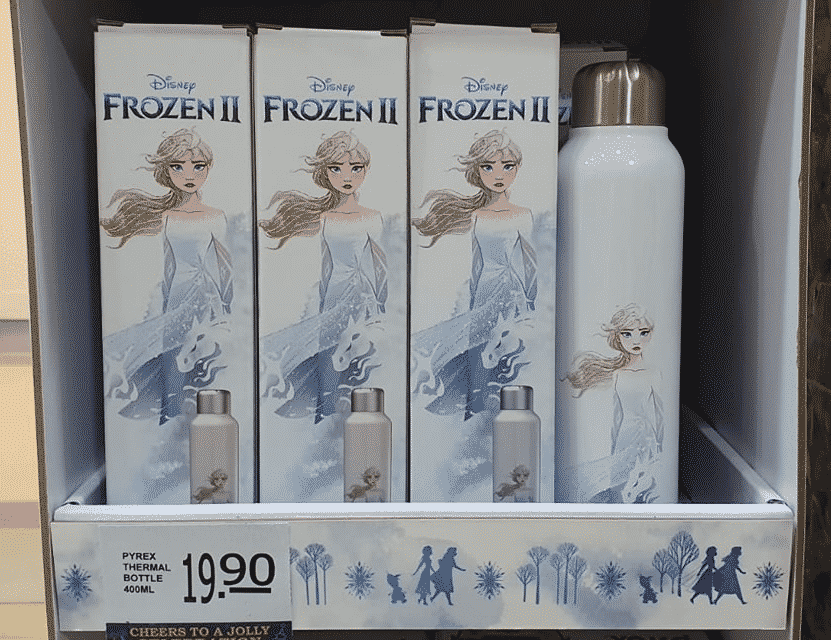 Disney
FROZEN II
Disney
FROZEN II
Disney
FROZEN II
PYREX
THERMAL
BOTTLE
400ML
19.90
CHEERS TO A JOLLY